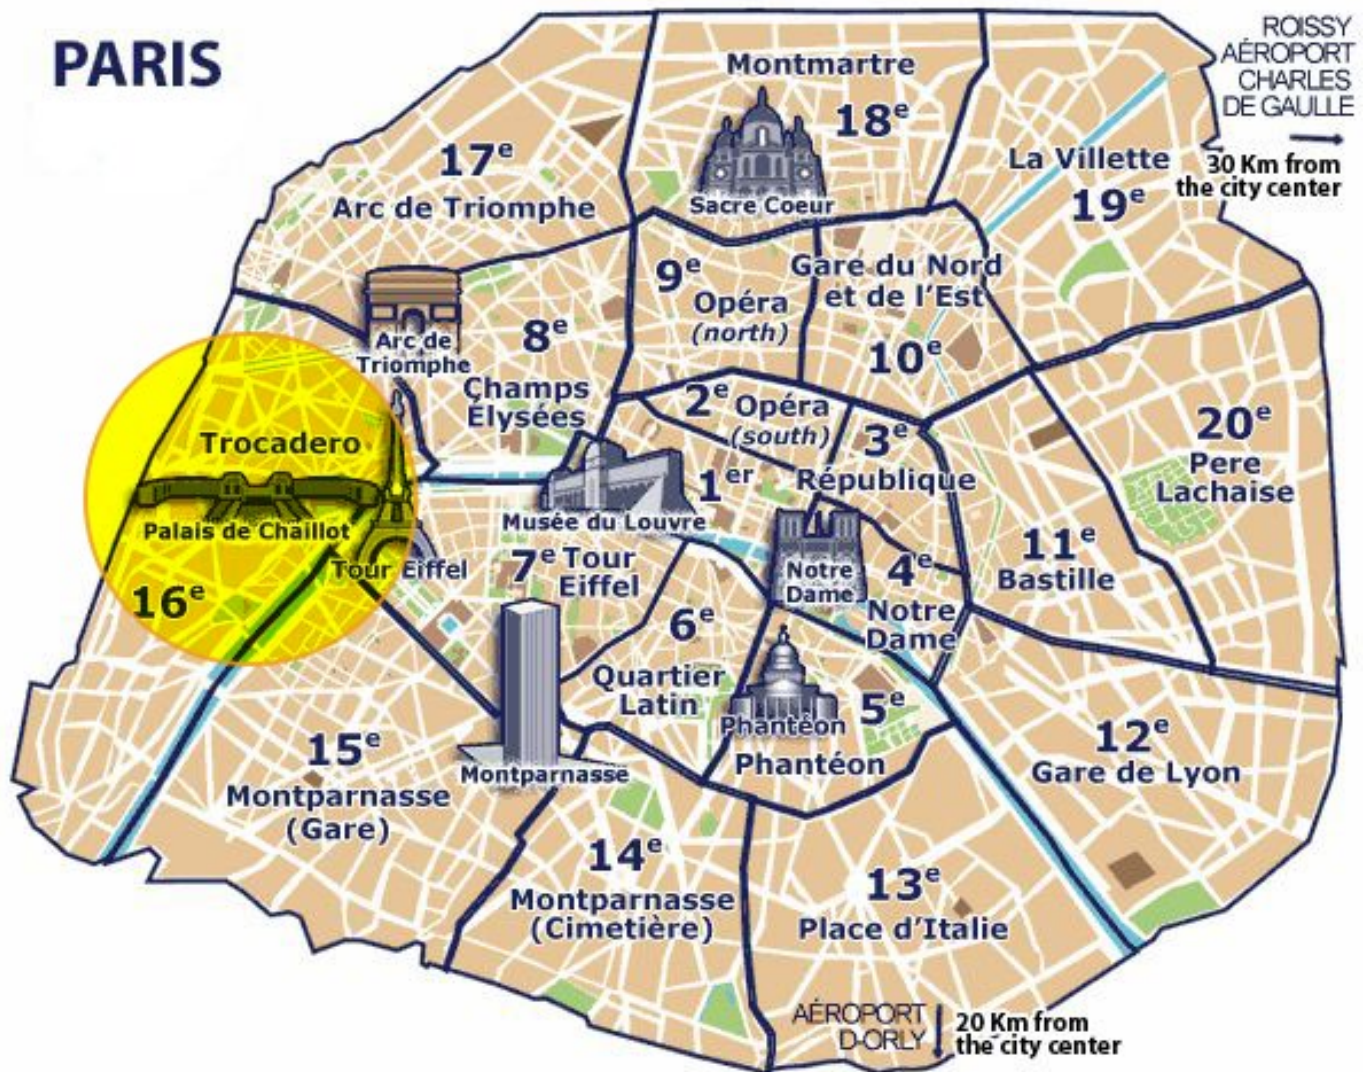 PARIS
ROISSY
AÉROPORT
CHARLES
DE GAULLE
30 Km from
the city center
Montmartre
18e
Sacre Coeur
17e
Arc de Triomphe
La Villette
19e
9e
Opéra
(north)
Gare du Nord
et de l'Est
10e
Arc de
Triomphe
8e
Champs
Élysées
2e Opéra
(south)
3e
République
20e
Pere
Lachaise
Trocadero
Palais de Chaillot
16e
Tour Eiffel
1er
Musée du Louvre
7e Tour
Eiffel
Notre
Dame
4e
Notre
Dame
11e
Bastille
6e
Quartier
Latin
Phantéon
5e
Phantéon
12e
Gare de Lyon
15e
Montparnasse
(Gare)
Montparnasse
14e
Montparnasse
(Cimetière)
13e
Place d'Italie
AÉROPORT
D-ORLY
20 Km from
the city center